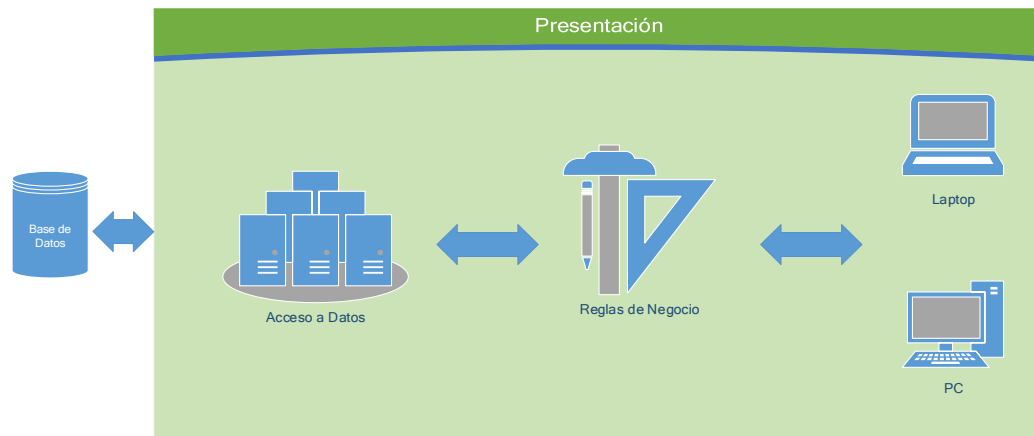 Presentación
Base de
Datos
Acceso a Datos
Reglas de Negocio
Laptop
PC